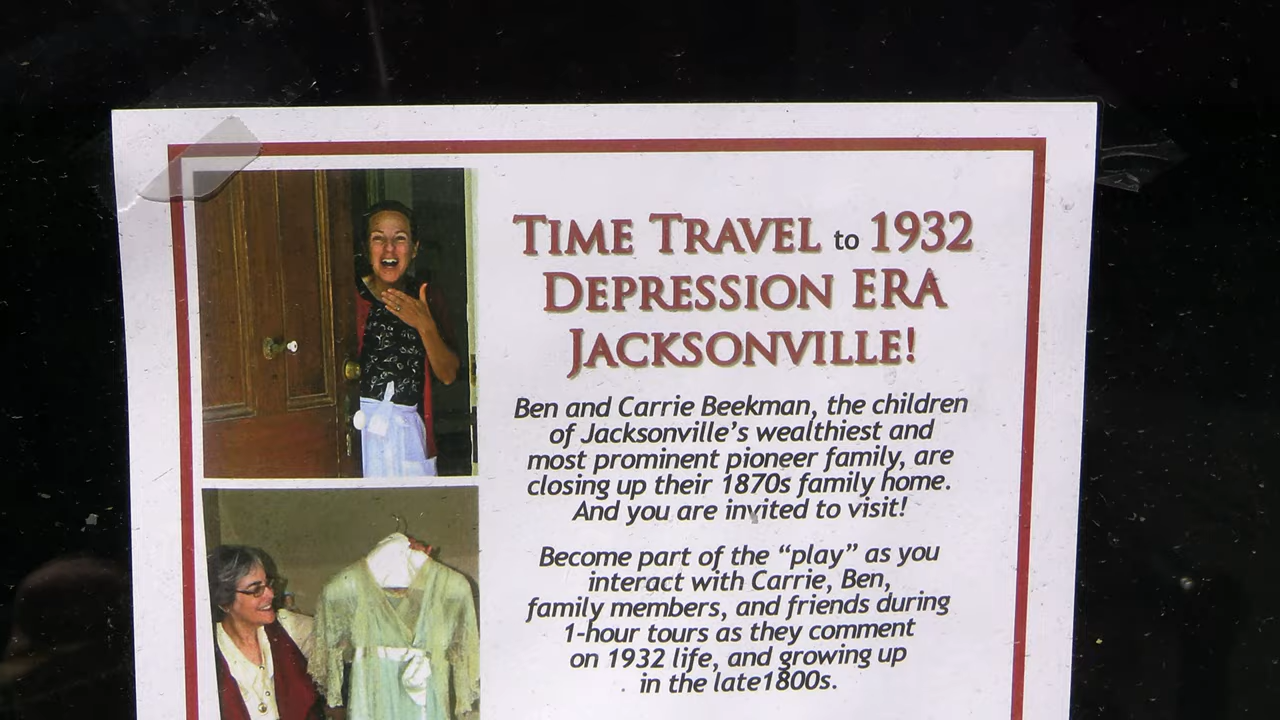 TIME TRAVEL to 1932
DEPRESSION ERA
JACKSONVILLE!
Ben and Carrie Beekman, the children
of Jacksonville's wealthiest and
most prominent pioneer family, are
closing up their 1870s family home.
And you are invited to visit!
Become part of the “play” as you
interact with Carrie, Ben,
family members, and friends during
1-hour tours as they comment
on 1932 life, and growing up
in the late1800s.